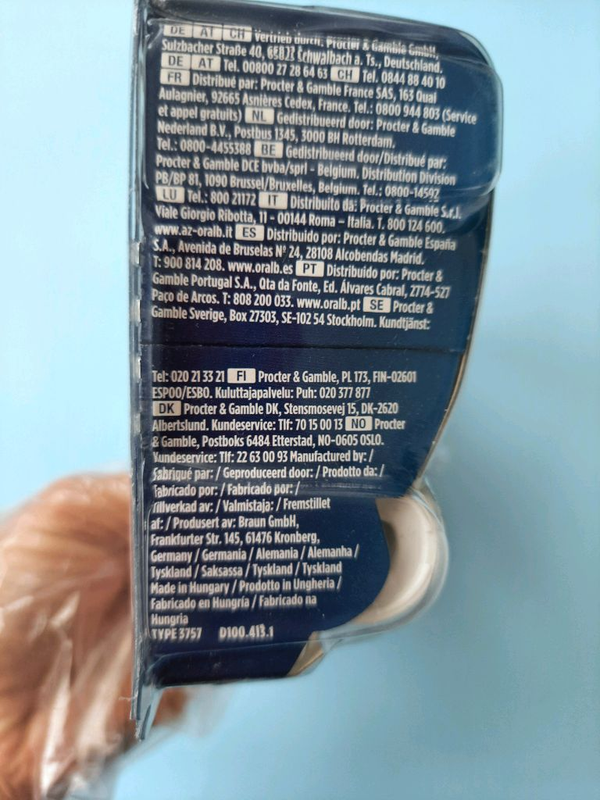 DE AT CH Vertrieb durch: Procter & Gamble GmbH,
Sulzbacher Straße 40, 65823 Schwalbach a. Ts., Deutschland.
DE AT Tel. 00800 27 28 64 63 CH Tel. 0844 88 40 10
FR Distribué par: Procter & Gamble France SAS, 163 Quai
Aulagnier, 92665 Asnières Cedex, France. Tel.: 0800 944 803 (Service
et appel gratuits) NL Gedistribueerd door: Procter & Gamble
Nederland B.V., Postbus 1345, 3000 BH Rotterdam.
Tel.: 0800-4455388 BE Gedistribueerd door/Distribué par:
Procter & Gamble DCE bvba/sprl - Belgium. Distribution Division
PB/BP 81, 1090 Brussel/Bruxelles, Belgium. Tel.: 0800-14592
LU Tel.: 800 21172 IT Distribuito da: Procter & Gamble S.r.l.
Viale Giorgio Ribotta, 11 - 00144 Roma – Italia. T. 800 124 600.
www.az-oralb.it ES Distribuido por: Procter & Gamble España
S.A., Avenida de Bruselas Nº 24, 28108 Alcobendas Madrid.
T: 900 814 208. www.oralb.es PT Distribuido por: Procter &
Gamble Portugal S.A., Qta da Fonte, Ed. Álvares Cabral, 2774-527
Paço de Arcos. T: 808 200 033. www.oralb.pt SE Procter &
Gamble Sverige, Box 27303, SE-102 54 Stockholm. Kundtjänst:
Tel: 020 21 33 21 FI Procter & Gamble, PL 173, FIN-02601
ESPOO/ESBO. Kuluttajapalvelu: Puh: 020 377 877
DK Procter & Gamble DK, Stensmosevej 15, DK-2620
Albertslund. Kundeservice: Tlf: 70 15 00 13 NO Procter
& Gamble, Postboks 6484 Etterstad, NO-0605 OSLO.
Kundeservice: Tlf: 22 63 00 93 Manufactured by: /
Fabriqué par: / Geproduceerd door: / Prodotto da: /
Fabricado por: / Fabricado por: /
Tillverkad av: / Valmistaja: / Fremstillet
af: / Produsert av: Braun GmbH,
Frankfurter Str. 145, 61476 Kronberg,
Germany / Germania / Alemania / Alemanha /
Tyskland / Saksassa / Tyskland / Tyskland
Made in Hungary / Prodotto in Ungheria /
Fabricado en Hungría / Fabricado na
Hungria
TYPE 3757 D100.413.1